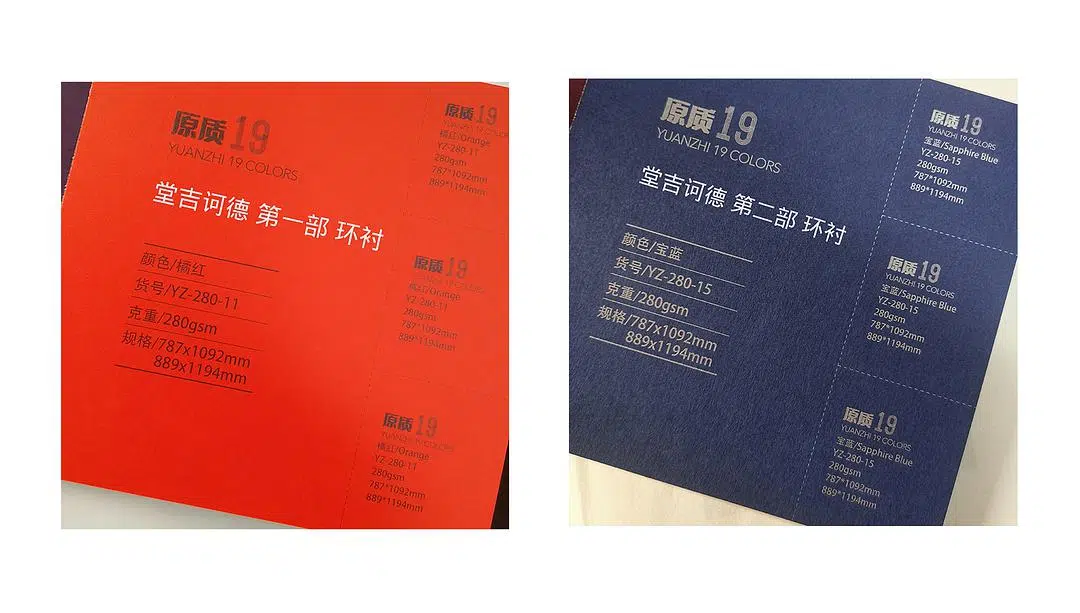 原质19
YUANZHI 19 COLORS
堂吉诃德 第一部 环衬
颜色/橘红
货号/YZ-280-11
克重/280gsm
规格/787x1092mm
889x1194mm
原质19
YUANZHI 19 COLORS
橘红/Orange
YZ-280-11
280gsm
787*1092mm
889*1194mm
原质19
YUANZHI 19 COLORS
橘红/Orange
YZ-280-11
280gsm
787*1092mm
889*1194mm
原质19
YUANZHI 19 COLORS
橘红/Orange
YZ-280-11
280gsm
787*1092mm
889*1194mm
原质19
YUANZHI 19 COLORS
堂吉诃德 第二部 环衬
颜色/宝蓝
货号/YZ-280-15
克重/280gsm
规格/787x1092mm
889x1194mm
原质19
YUANZHI 19 COLORS
宝蓝/Sapphire Blue
YZ-280-15
280gsm
787*1092mm
889*1194mm
原质19
YUANZHI 19 COLORS
宝蓝/Sapphire Blue
YZ-280-15
280gsm
787*1092mm
889*1194mm
原质19
YUANZHI 19 COLORS
宝蓝/Sapphire Blue
YZ-280-15
280gsm
787*1092mm
889*1194mm